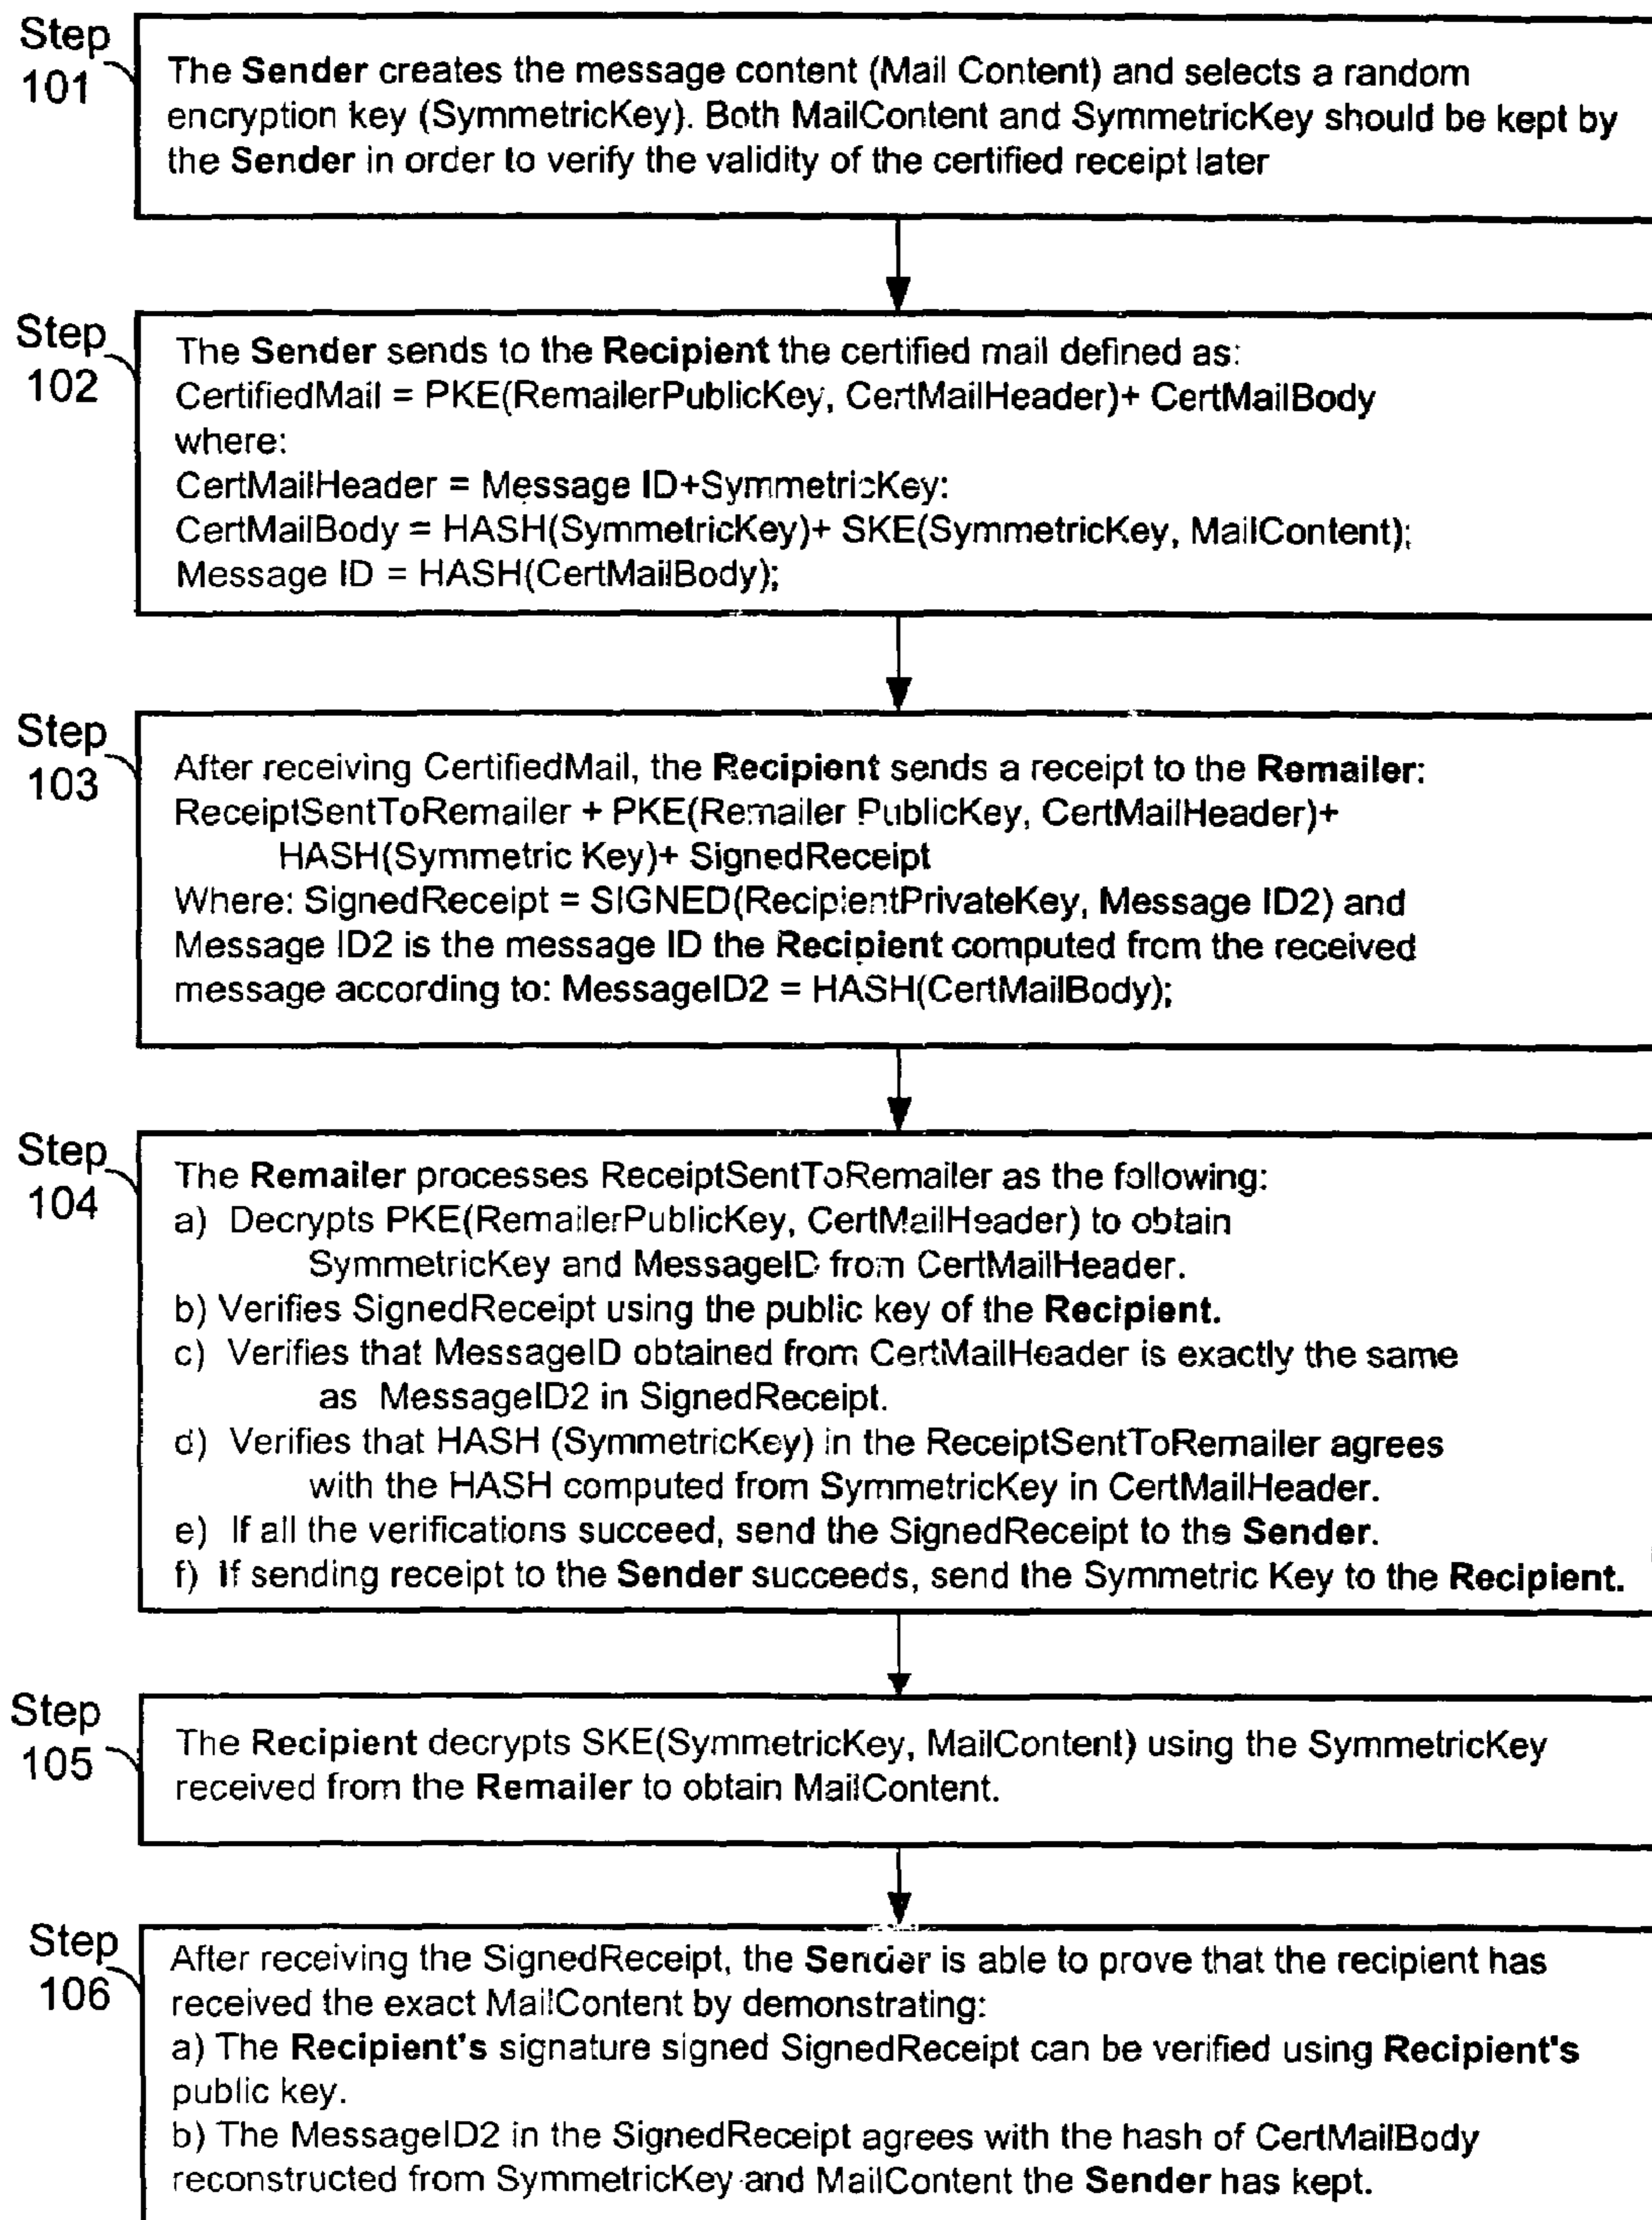 Step
101
The Sender creates the message content (Mail Content) and selects a random
encryption key (SymmetricKey). Both MailContent and SymmetricKey should be kept by
the Sender in order to verify the validity of the certified receipt later
Step
102
The Sender sends to the Recipient the certified mail defined as:
CertifiedMail = PKE(RemailerPublicKey, CertMailHeader)+ CertMailBody
where:
CertMailHeader = Message ID+SymmetricKey:
CertMailBody = HASH(SymmetricKey)+ SKE(SymmetricKey, MailContent);
Message ID = HASH(CertMailBody);
Step
103
After receiving CertifiedMail, the Recipient sends a receipt to the Remailer:
ReceiptSentToRemailer + PKE(Remailer PublicKey, CertMailHeader)+
HASH(Symmetric Key)+ SignedReceipt
Where: SignedReceipt = SIGNED(RecipientPrivateKey, Message ID2) and
Message ID2 is the message ID the Recipient computed from the received
message according to: MessageID2 = HASH(CertMailBody);
Step
104
The Remailer processes ReceiptSentToRemailer as the following:
a) Decrypts PKE(RemailerPublicKey, CertMailHeader) to obtain
SymmetricKey and MessageID from CertMailHeader.
b) Verifies SignedReceipt using the public key of the Recipient.
c) Verifies that MessageID obtained from CertMailHeader is exactly the same
as MessageID2 in SignedReceipt.
d) Verifies that HASH (SymmetricKey) in the ReceiptSentToRemailer agrees
with the HASH computed from SymmetricKey in CertMailHeader.
e) If all the verifications succeed, send the SignedReceipt to the Sender.
f) If sending receipt to the Sender succeeds, send the Symmetric Key to the Recipient.
Step
105
The Recipient decrypts SKE(SymmetricKey, MailContent) using the SymmetricKey
received from the Remailer to obtain MailContent.
Step
106
After receiving the SignedReceipt, the Sender is able to prove that the recipient has
received the exact MailContent by demonstrating:
a) The Recipient's signature signed SignedReceipt can be verified using Recipient's
public key.
b) The MessageID2 in the SignedReceipt agrees with the hash of CertMailBody
reconstructed from SymmetricKey and MailContent the Sender has kept.